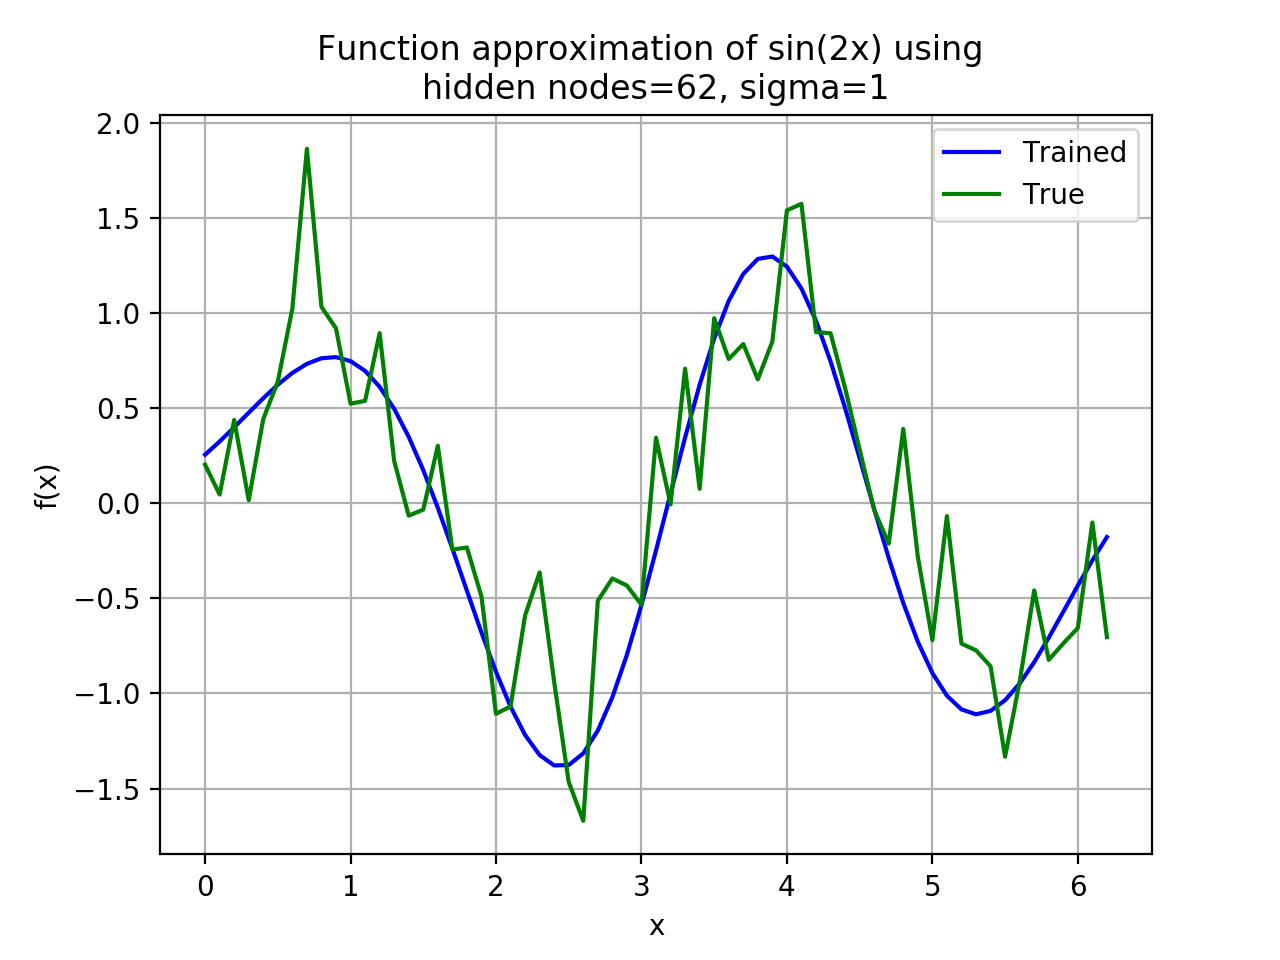 Function approximation of sin(2x) using
hidden nodes=62, sigma=1
Trained
True
2.0
1.5
1.0
0.5
0.0
−0.5
−1.0
−1.5
f(x)
0 1 2 3 4 5 6
x